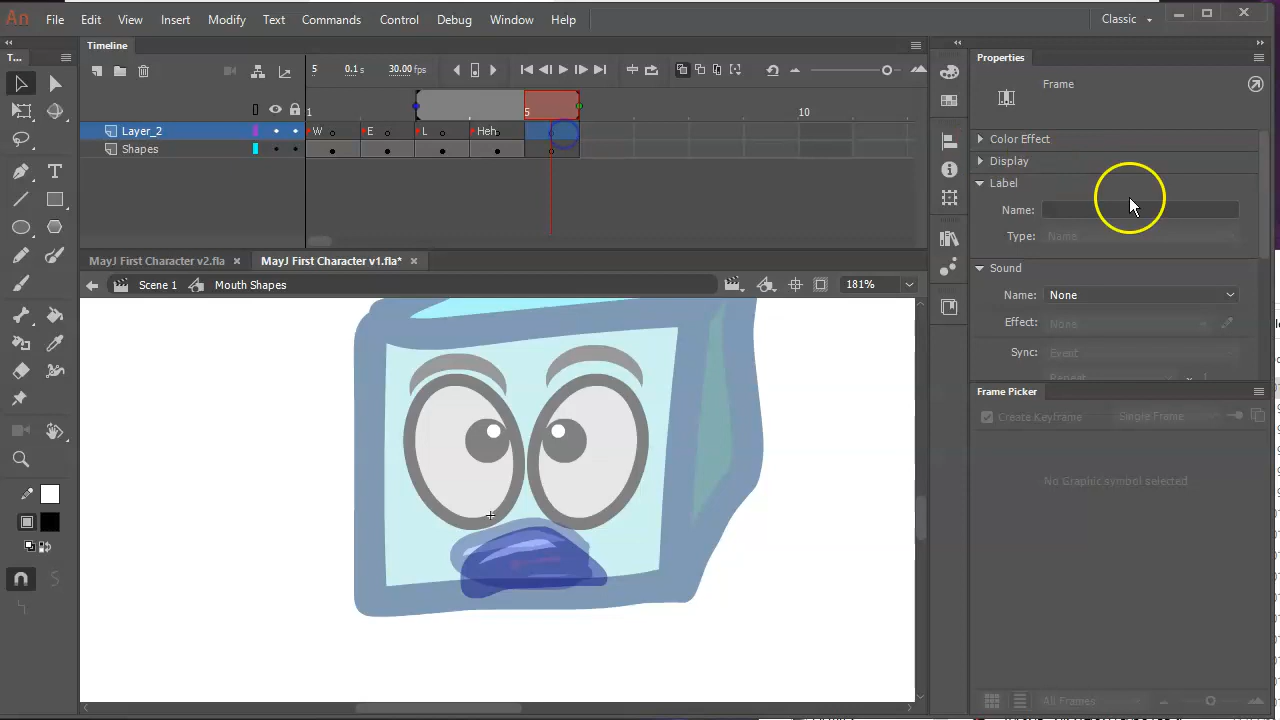 An File Edit View Insert Modify Text Commands Control Debug Window Help Classic
Timeline
T...
5 0.1 s 30.00 fps
1 5 10
Layer_2 W E L Heh
Shapes
MayJ First Character v2.fla × MayJ First Character v1.fla* ×
Scene 1 Mouth Shapes 181%
Properties
Frame
Color Effect
Display
Label
Name:
Type: Name
Sound
Name: None
Effect: None
Sync: Event
Repeat x 1
Frame Picker
Create Keyframe Single Frame
No Graphic symbol selected
All Frames